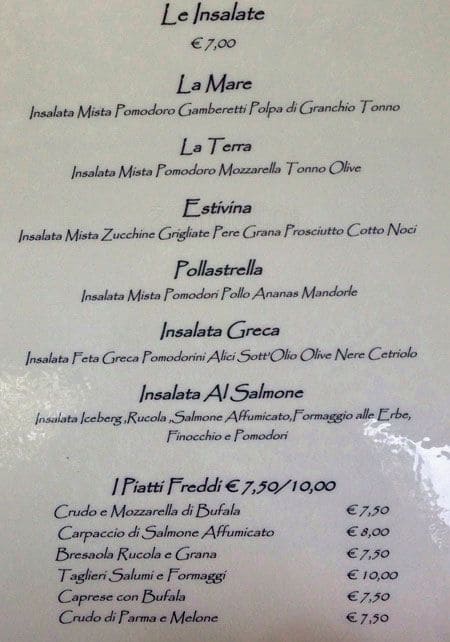 Le Insalate
€ 7,00
La Mare
Insalata Mista Pomodoro Gamberetti Polpa di Granchio Tonno
La Terra
Insalata Mista Pomodoro Mozzarella Tonno Olive
Estivina
Insalata Mista Zucchine Grigliate Pere Grana Prosciutto Cotto Noci
Pollastrella
Insalata Mista Pomodori Pollo Ananas Mandorle
Insalata Greca
Insalata Feta Greca Pomodorini Alici Sott'Olio Olive Nere Cetriolo
Insalata Al Salmone
Insalata Iceberg ,Rucola ,Salmone Affumicato,Formaggio alle Erbe,
Finocchio e Pomodori
I Piatti Freddi € 7,50/10,00
Crudo e Mozzarella di Bufala € 7,50
Carpaccio di Salmone Affumicato € 8,00
Bresaola Rucola e Grana € 7,50
Taglieri Salumi e Formaggi € 10,00
Caprese con Bufala € 7,50
Crudo di Parma e Melone € 7,50